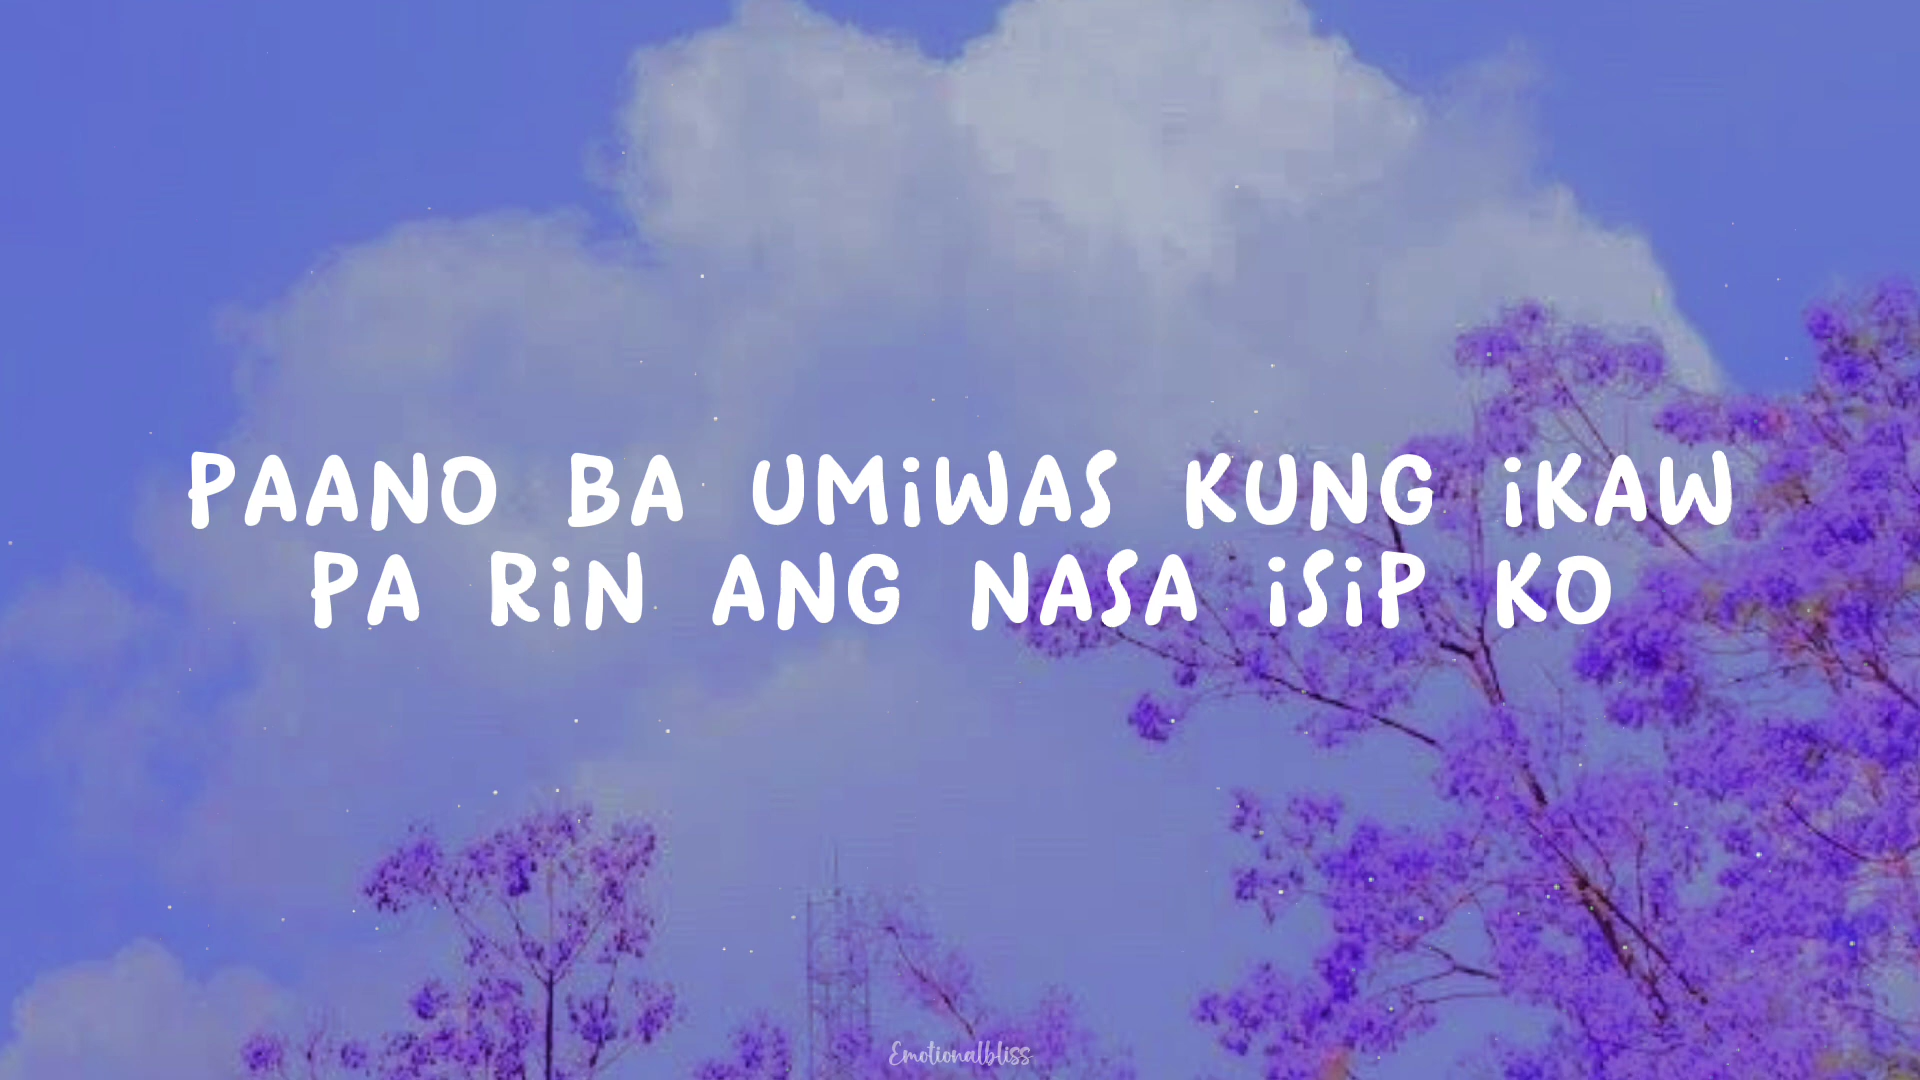 PAANO BA UMiWAS KUNG iKAW
PA RiN ANG NASA iSiP KO
Emotionalbliss